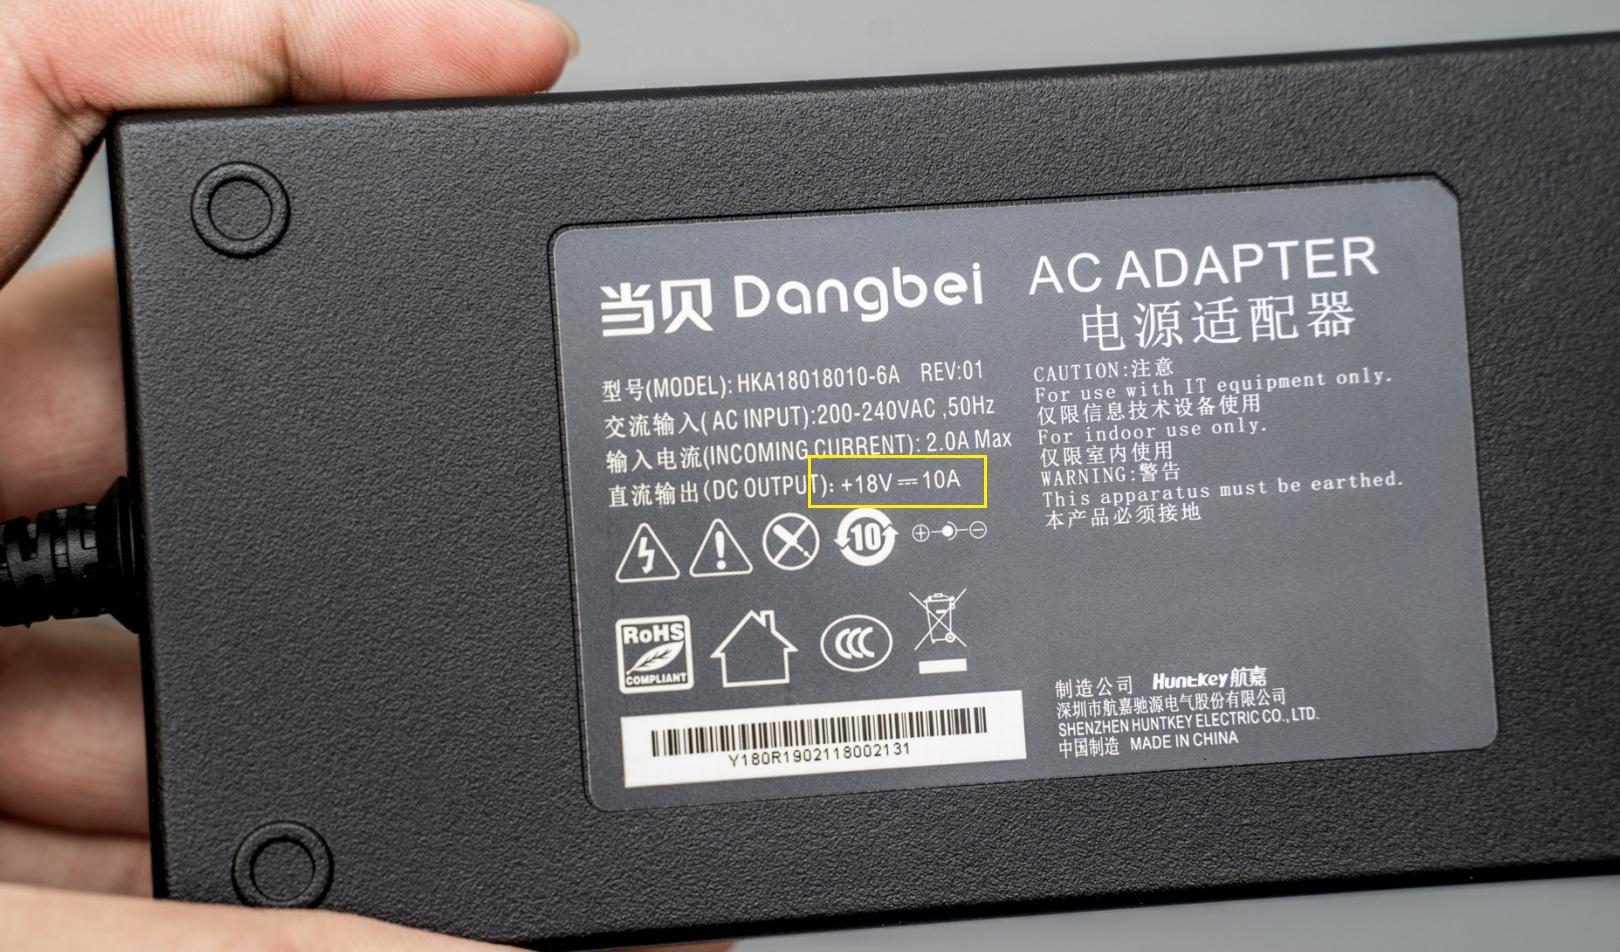 当贝 Dangbei
型号(MODEL): HKA18018010-6A REV:01
交流输入(AC INPUT):200-240VAC ,50Hz
输入电流(INCOMING CURRENT): 2.0A Max
直流输出(DC OUTPUT): +18V⎓10A
10
RoHS
COMPLIANT
CCC
Y180R1902118002131
AC ADAPTER
电源适配器
CAUTION:注意
For use with IT equipment only.
仅限信息技术设备使用
For indoor use only.
仅限室内使用
WARNING:警告
This apparatus must be earthed.
本产品必须接地
制造公司 Huntkey航嘉
深圳市航嘉驰源电气股份有限公司
SHENZHEN HUNTKEY ELECTRIC CO., LTD.
中国制造 MADE IN CHINA